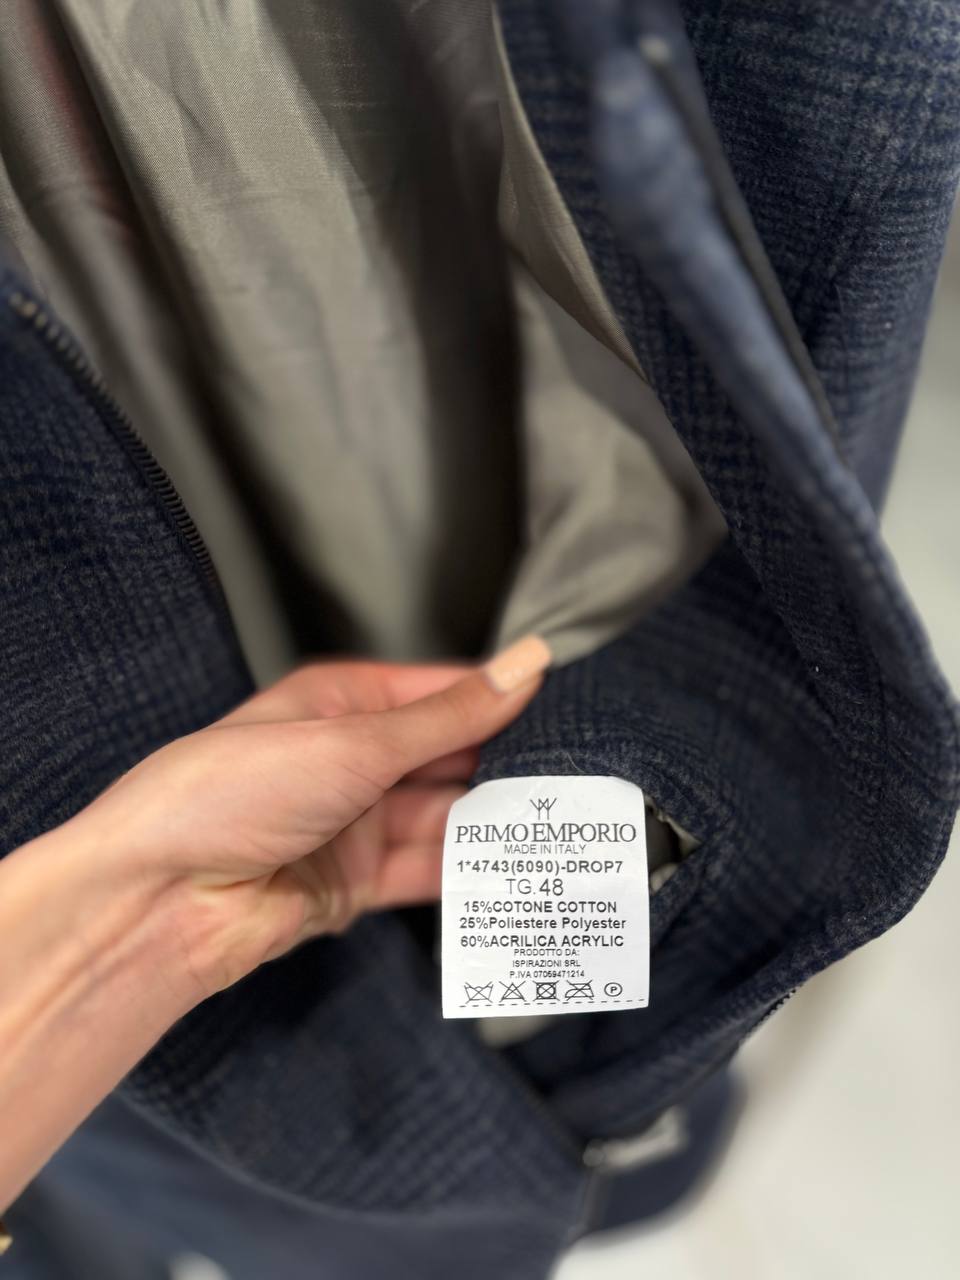 PRIMO EMPORIO
MADE IN ITALY
1*4743(5090)-DROP7
TG. 48
15%COTONE COTTON
25%Poliestere Polyester
60%ACRILICA ACRYLIC
PRODOTTO DA:
ISPIRAZIONI SRL
P.IVA 07059471214
P